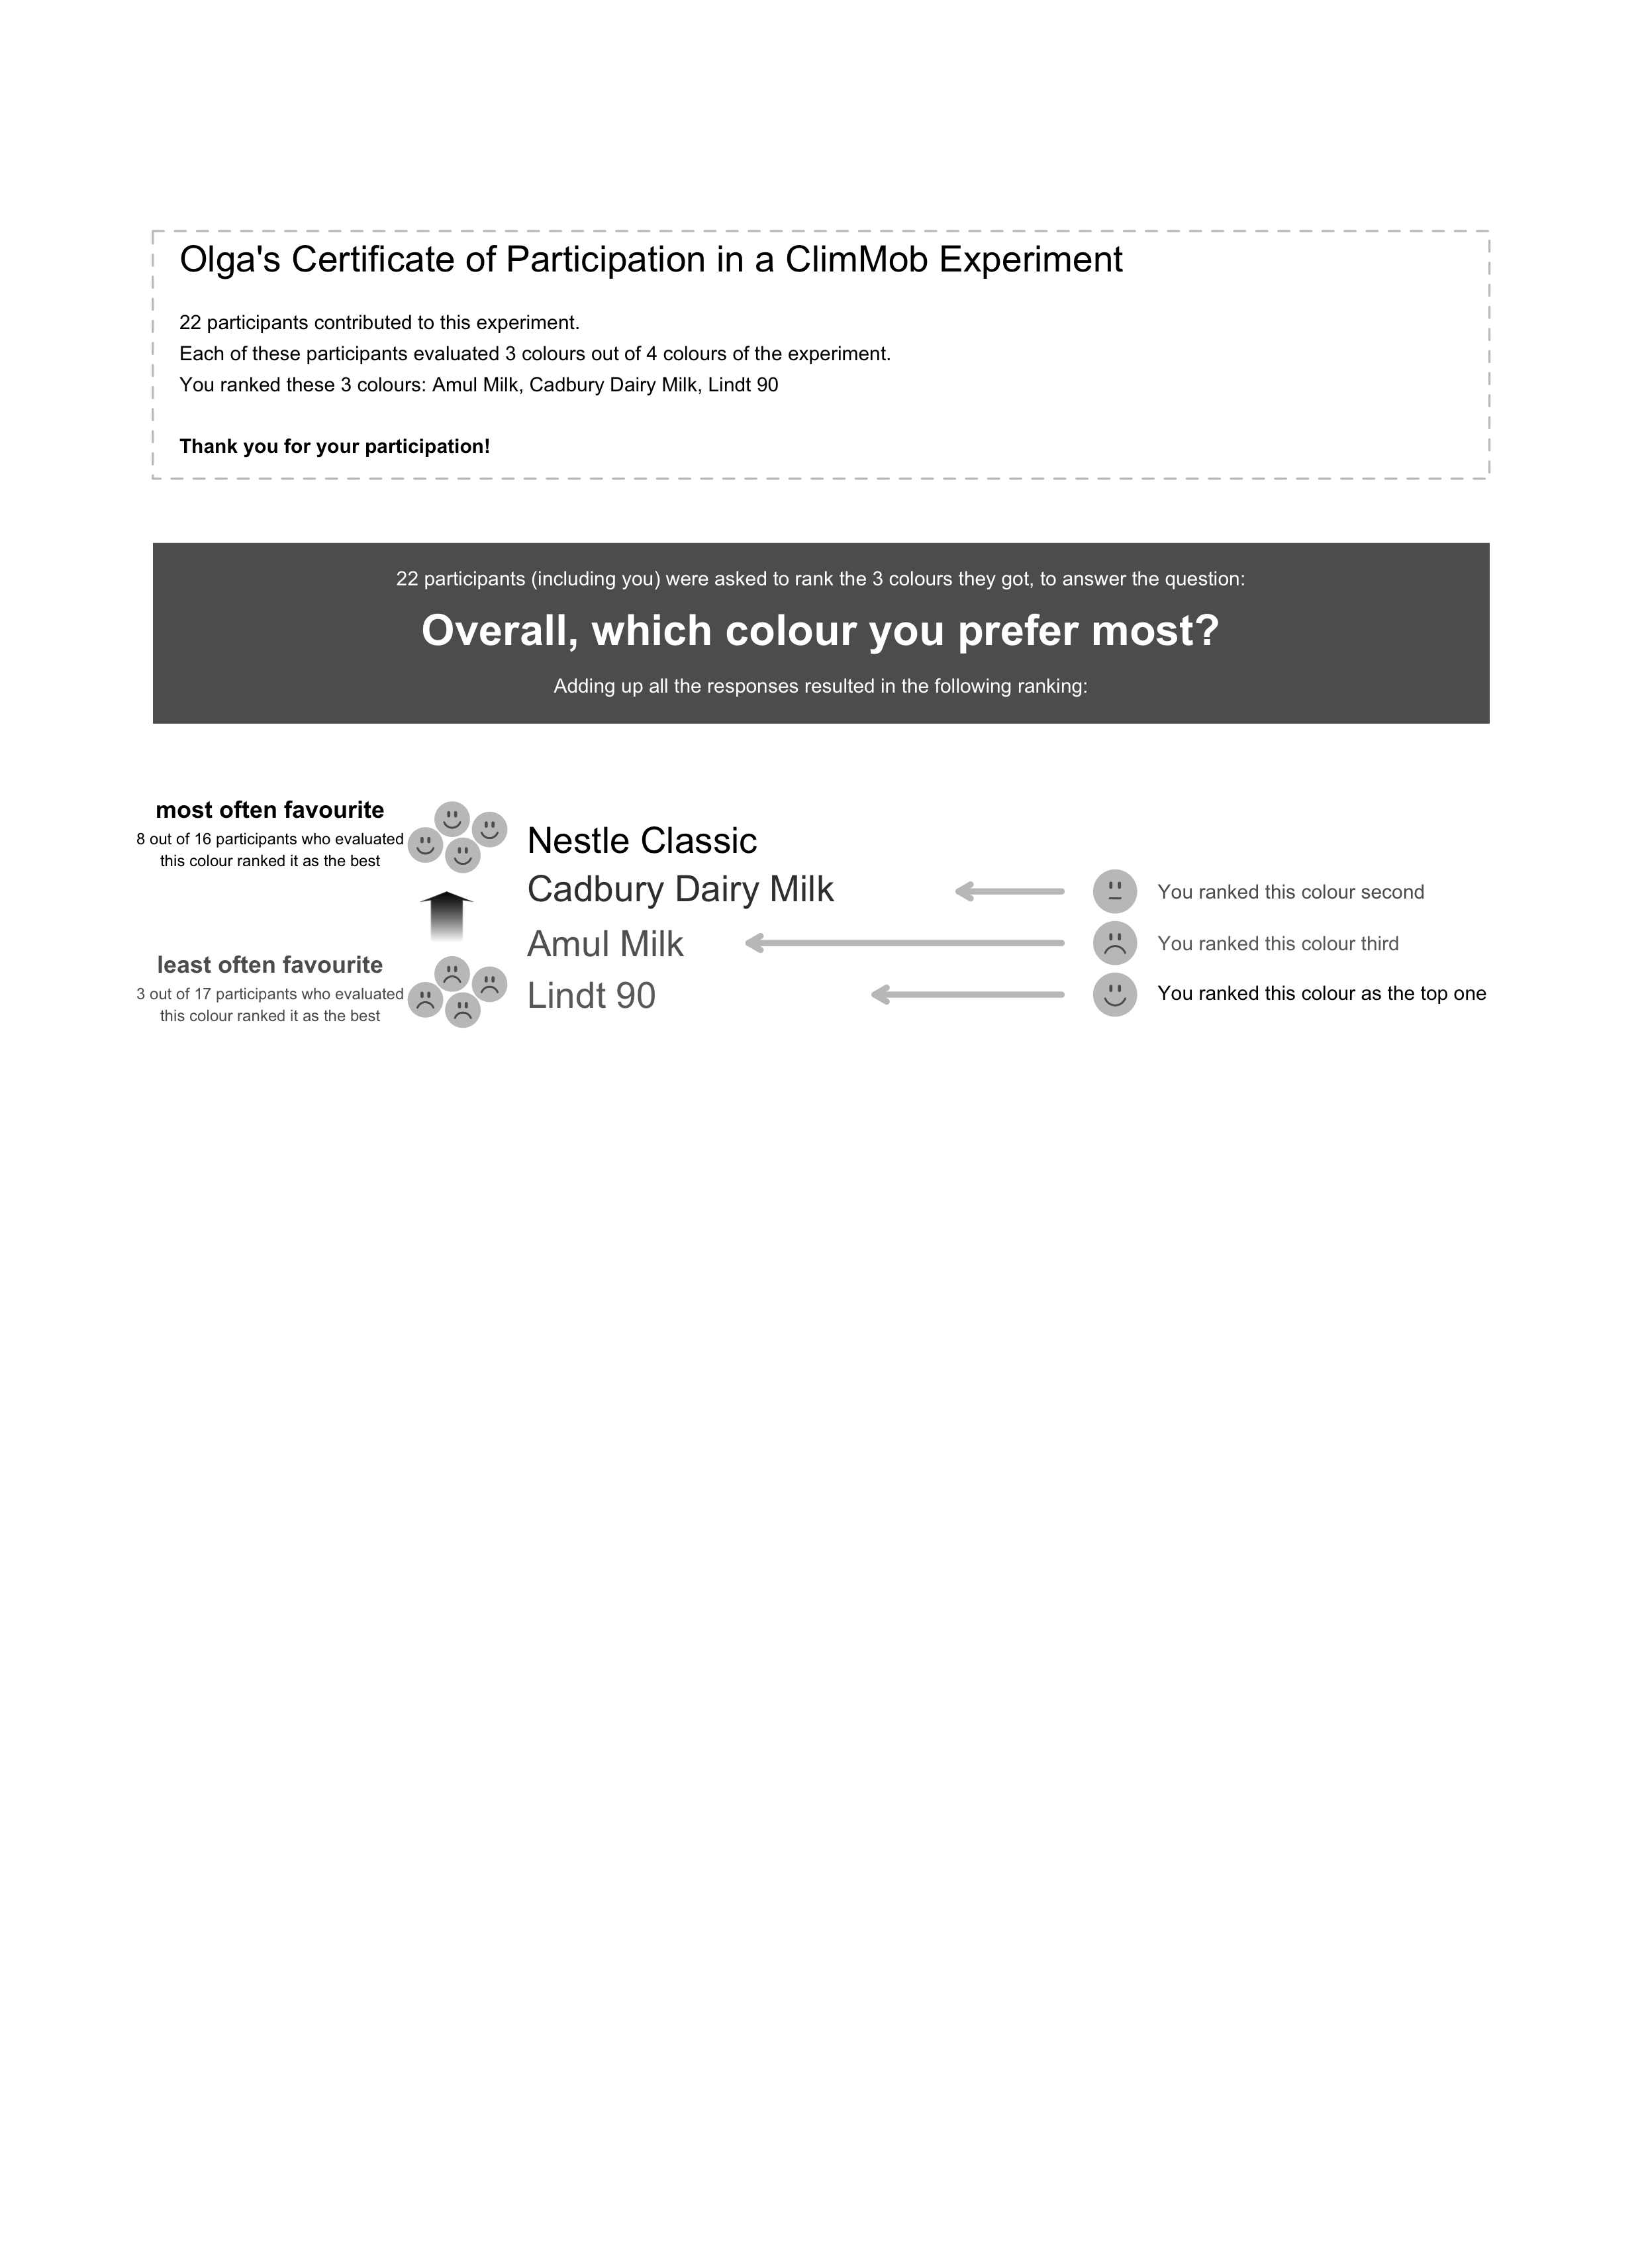 Olga's Certificate of Participation in a ClimMob Experiment
22 participants contributed to this experiment.
Each of these participants evaluated 3 colours out of 4 colours of the experiment.
You ranked these 3 colours: Amul Milk, Cadbury Dairy Milk, Lindt 90
Thank you for your participation!
22 participants (including you) were asked to rank the 3 colours they got, to answer the question:
Overall, which colour you prefer most?
Adding up all the responses resulted in the following ranking:
most often favourite
8 out of 16 participants who evaluated
this colour ranked it as the best
Nestle Classic
Cadbury Dairy Milk
You ranked this colour second
Amul Milk
You ranked this colour third
least often favourite
3 out of 17 participants who evaluated
this colour ranked it as the best
Lindt 90
You ranked this colour as the top one